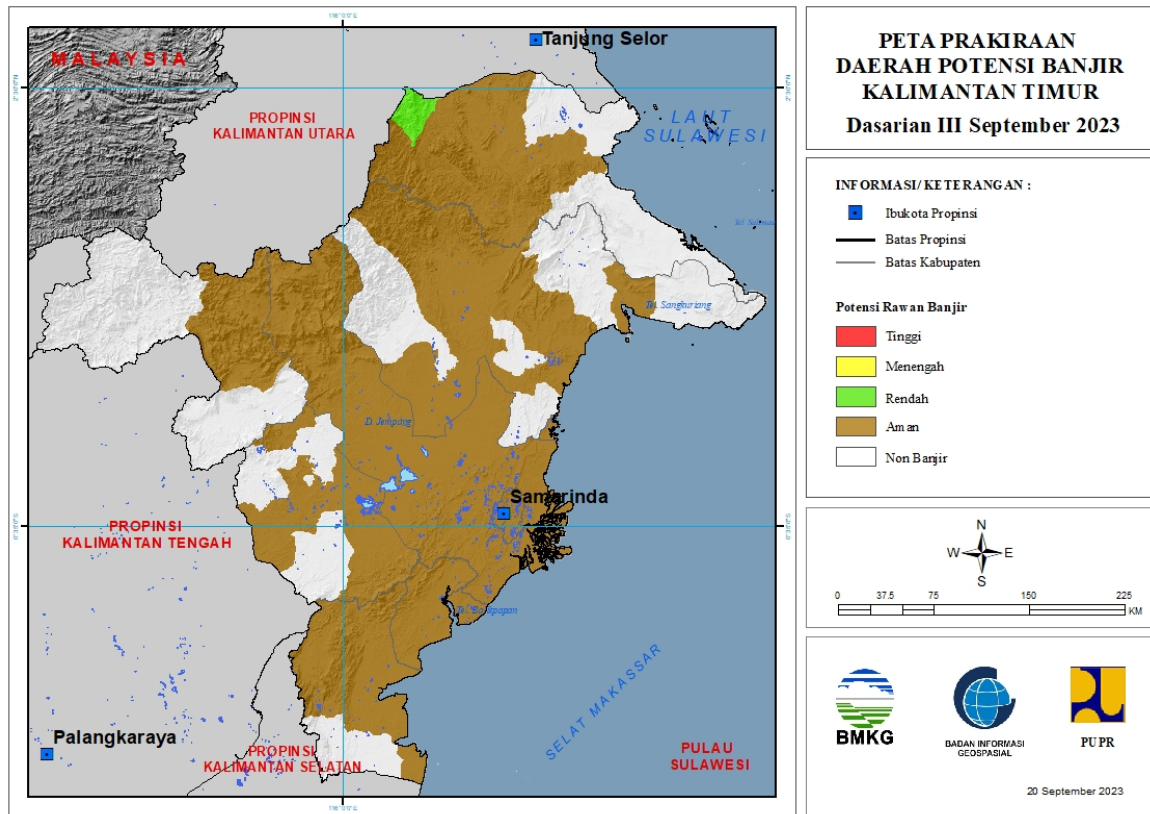 MALAYSIA
Tanjung Selor
PROPINSI
KALIMANTAN UTARA
LAUT
SULAWESI
Tel. Sangkuriang
D. Jempang
Samarinda
PROPINSI
KALIMANTAN TENGAH
Palangkaraya
PROPINSI
KALIMANTAN SELATAN
SELAT MAKASSAR
PULAU
SULAWESI
PETA PRAKIRAAN
DAERAH POTENSI BANJIR
KALIMANTAN TIMUR
Dasarian III September 2023
INFORMASI/ KETERANGAN :
Ibukota Propinsi
Batas Propinsi
Batas Kabupaten
Potensi Rawan Banjir
Tinggi
Menengah
Rendah
Aman
Non Banjir
N
W E
S
0 37.5 75 150 225
KM
BMKG
BADAN INFORMASI
GEOSPASIAL
PUPR
20 September 2023